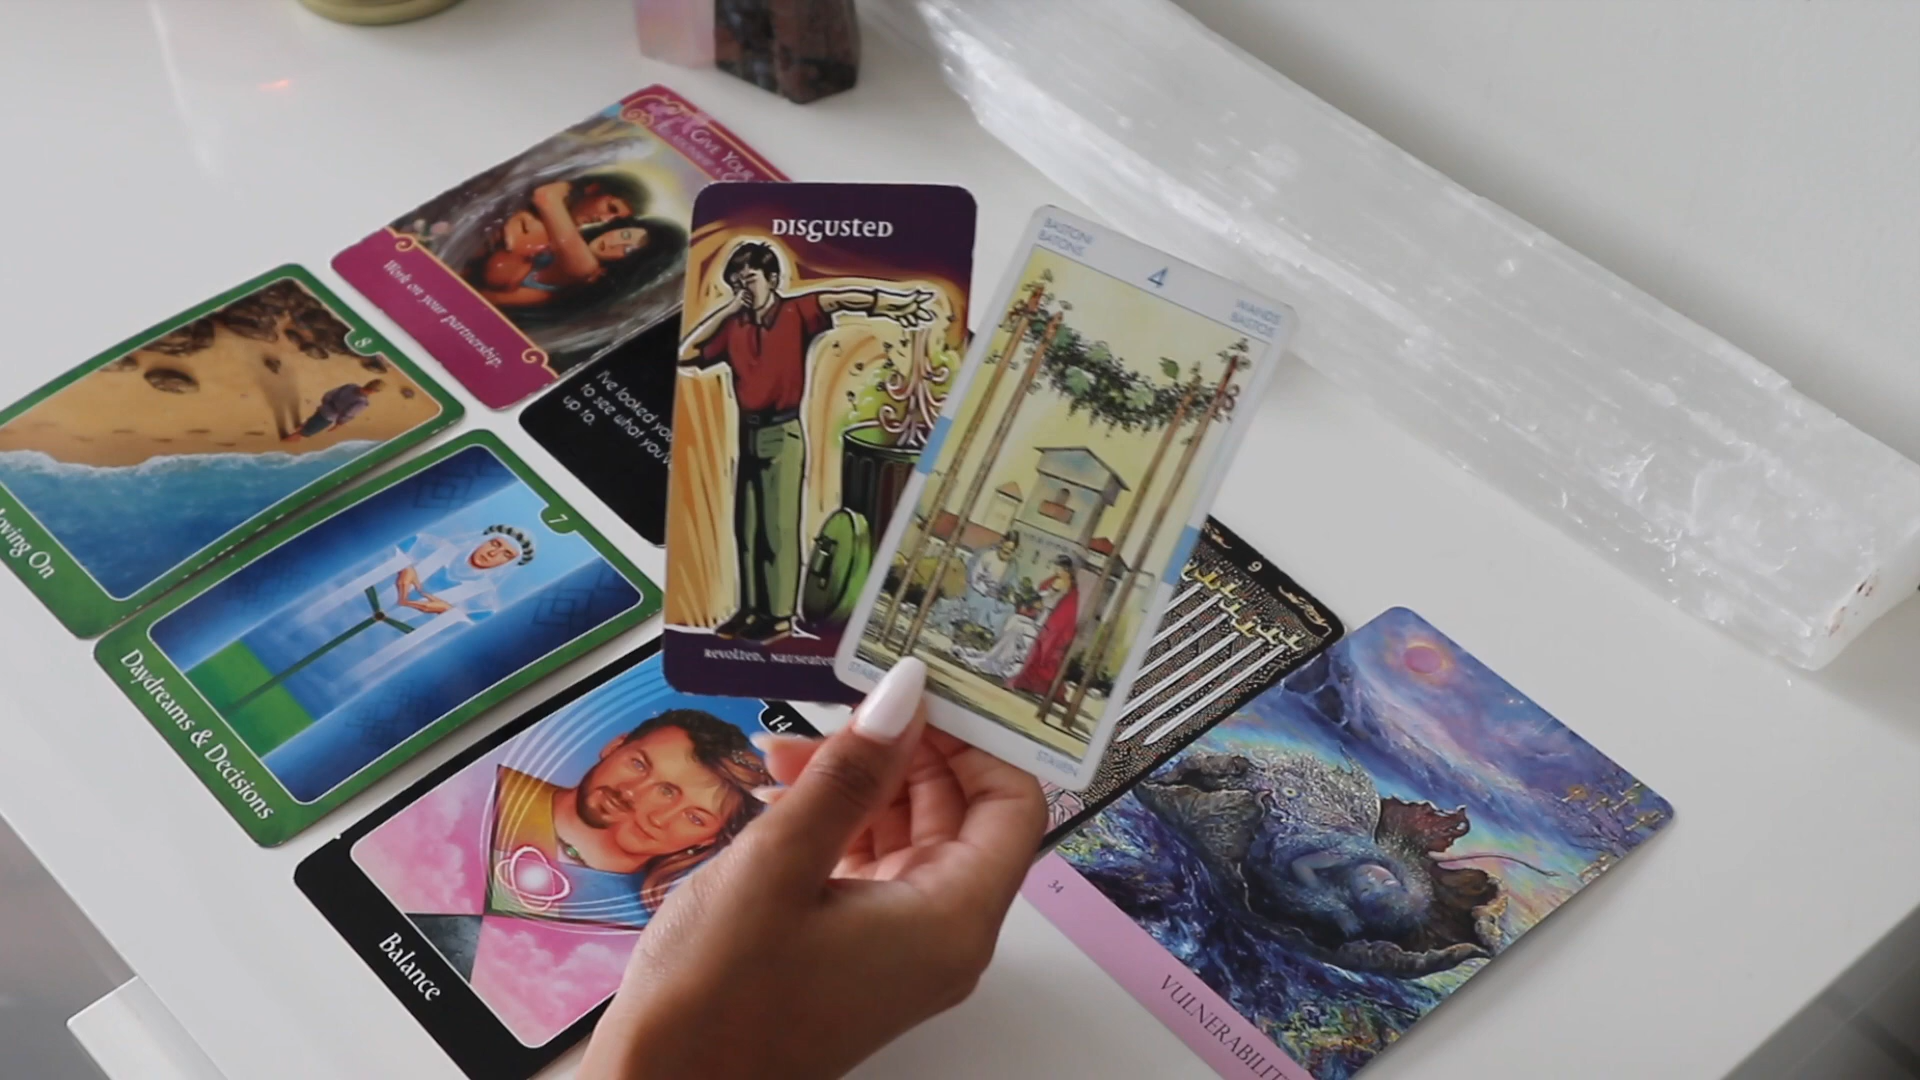 GIVE YOUR
Work on your partnership.
DISGUSTED
REVOLTED, NAUSEATED
BASTONI
BATONS
4
WANDS
BASTOS
STAVEN
8
Moving On
I've looked you
to see what you'v
up to.
7
Daydreams & Decisions
14
Balance
9
34
VULNERABILIT